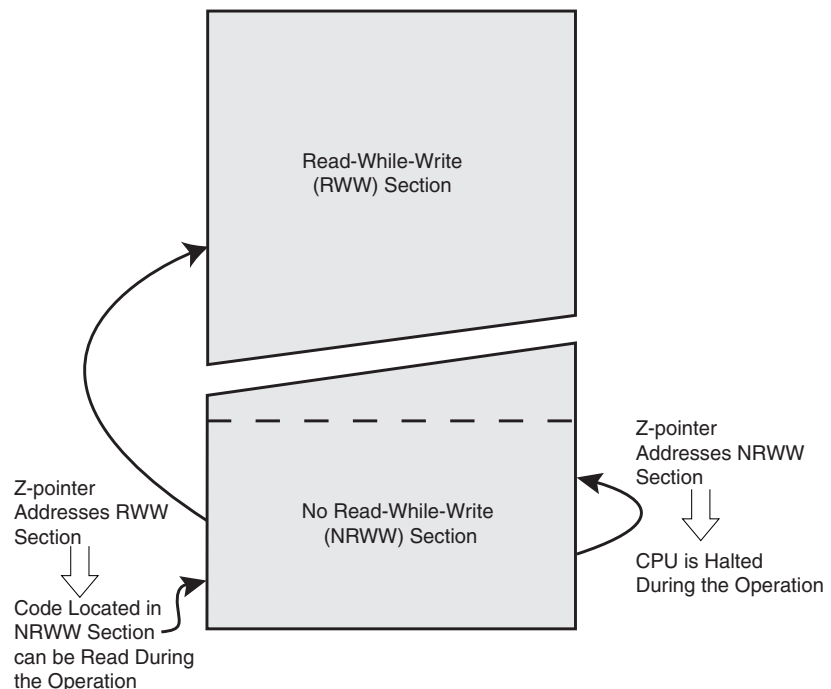 Read-While-Write
(RWW) Section
Z-pointer
Addresses NRWW
Section
CPU is Halted
During the Operation
No Read-While-Write
(NRWW) Section
Z-pointer
Addresses RWW
Section
Code Located in
NRWW Section
can be Read During
the Operation